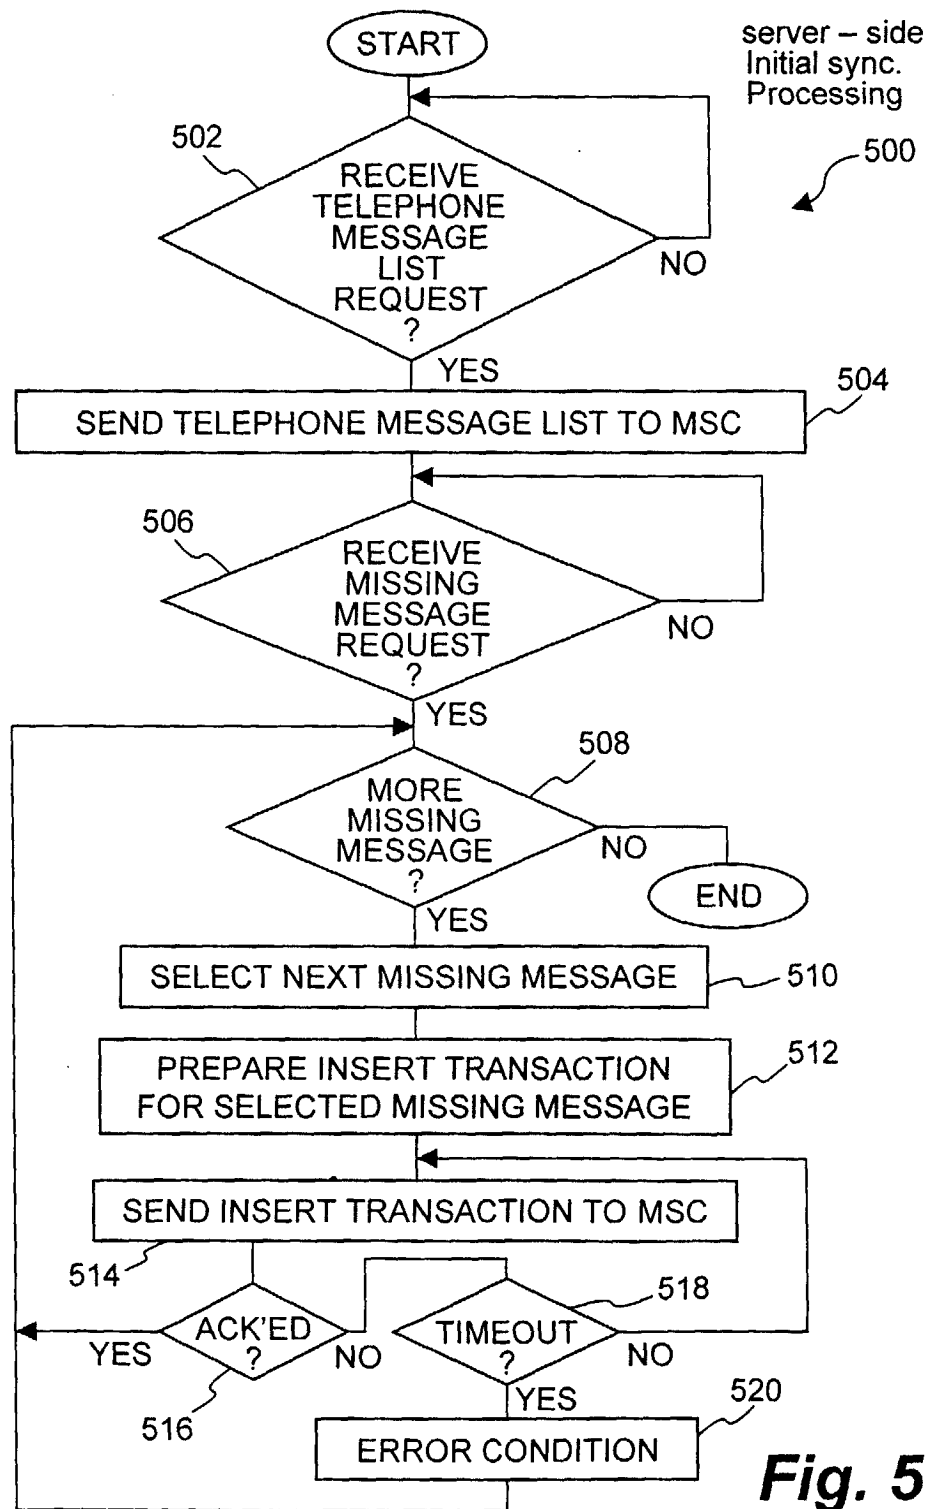 START
server – side
Initial sync.
Processing
500
502
RECEIVE
TELEPHONE
MESSAGE
LIST
REQUEST
?
NO
YES
504
SEND TELEPHONE MESSAGE LIST TO MSC
506
RECEIVE
MISSING
MESSAGE
REQUEST
?
NO
YES
508
MORE
MISSING
MESSAGE
?
NO
END
YES
SELECT NEXT MISSING MESSAGE
510
PREPARE INSERT TRANSACTION
FOR SELECTED MISSING MESSAGE
512
SEND INSERT TRANSACTION TO MSC
514
518
ACK'ED
?
YES
NO
516
TIMEOUT
?
NO
YES
520
ERROR CONDITION
Fig. 5